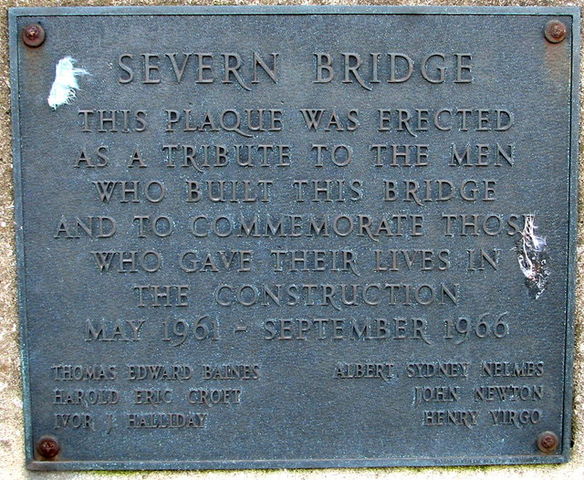 SEVERN BRIDGE
THIS PLAQUE WAS ERECTED
AS A TRIBUTE TO THE MEN
WHO BUILT THIS BRIDGE
AND TO COMMEMORATE THOSE
WHO GAVE THEIR LIVES IN
THE CONSTRUCTION
MAY 1961 - SEPTEMBER 1966
THOMAS EDWARD BAINES ALBERT SYDNEY NELMES
HAROLD ERIC CROFT JOHN NEWTON
IVOR J HALLIDAY HENRY VIRGO